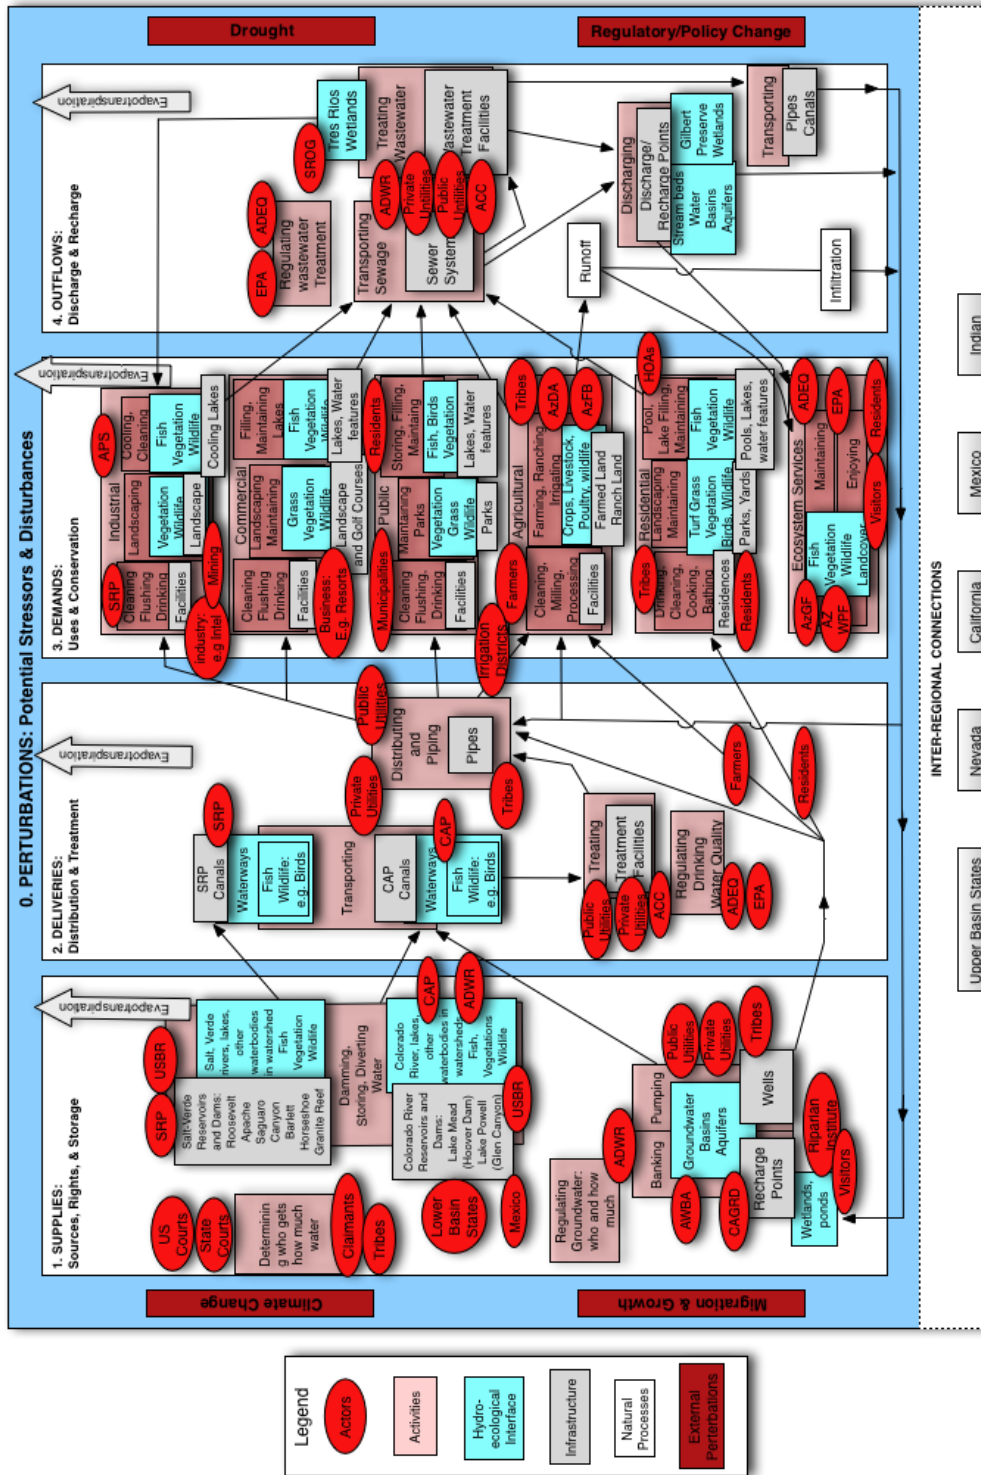 0. PERTURBATIONS: Potential Stressors & Disturbances
Climate Change
Migration & Growth
Drought
Regulatory/Policy Change
1. SUPPLIES:
Sources, Rights, & Storage
Evapotranspiration
US
Courts
State
Courts
Determinin
g who gets
how much
water
Claimants
Tribes
SRP
USBR
Salt-Verde
Reservoirs
and Dams:
Roosevelt
Apache
Saguaro
Canyon
Barlett
Horseshoe
Granite Reef
Salt, Verde
rivers, lakes,
other
waterbodies
in watershed
Fish
Vegetation
Wildlife
Damming,
Storing, Diverting
Water
Lower
Basin
States
Mexico
Colorado River
Reservoirs and
Dams:
Lake Mead
(Hoover Dam)
Lake Powell
(Glen Canyon)
CAP
ADWR
Colorado
River, lakes,
other
waterbodies in
watersheds
Fish,
Vegetations
Wildlife
USBR
Regulating
Groundwater:
who and how
much
ADWR
Banking
Pumping
Public
Utilities
Private
Utilities
Tribes
AWBA
CAGRD
Groundwater
Basins
Aquifers
Recharge
Points
Wells
Wetlands,
ponds
Riparian
Institute
Visitors
2. DELIVERIES:
Distribution & Treatment
Evapotranspiration
SRP
Canals
SRP
Waterways
Fish
Wildlife:
e.g. Birds
Transporting
CAP
Canals
CAP
Waterways
Fish
Wildlife:
e.g. Birds
Private
Utilities
Public
Utilities
Distributing
and
Piping
Pipes
Tribes
Treating
Treatment
Facilities
Public
Utilities
Private
Utilities
ACC
Regulating
Drinking
Water Quality
ADEQ
EPA
Farmers
Residents
3. DEMANDS:
Uses & Conservation
Evapotranspiration
Industrial
SRP
APS
Cleaning
Flushing
Drinking
Facilities
Landscaping
Vegetation
Wildlife
Landscape
Cooling,
Cleaning
Fish
Vegetation
Wildlife
Cooling Lakes
industry:
e.g Intel
Mining
Commercial
Cleaning
Flushing
Drinking
Facilities
Landscaping
Maintaining
Grass
Vegetation
Wildlife
Landscape
and Golf Courses
Filling,
Maintaining
Lakes
Fish
Vegetation
Wildlife
Lakes, Water
features
Business:
E.g. Resorts
Municipalities
Public
Residents
Cleaning
Flushing,
Drinking
Facilities
Maintaining
Parks
Vegetation
Grass
Wildlife
Parks
Storing, Filling,
Maintaining
Fish, Birds
Vegetation
Lakes, Water
features
Irrigation
Districts
Farmers
Agricultural
Tribes
AzDA
AzFB
Cleaning,
Milling,
Processing
Facilities
Farming, Ranching
Irrigating
Crops, Livestock,
Poultry, wildlife
Farmed Land
Ranch Land
Residential
Tribes
HOAs
Drinking,
Cleaning,
Cooking,
Bathing
Residences
Residents
Landscaping
Maintaining
Turf Grass
Vegetation
Birds, Wildlife
Parks, Yards
Pool,
Lake Filling,
Maintaining
Fish
Vegetation
Wildlife
Pools, Lakes,
water features
Ecosystem Services
AzGF
AZ
WPF
Fish
Vegetation
Wildlife
Landcover
Maintaining
Enjoying
ADEQ
EPA
Visitors
Residents
4. OUTFLOWS:
Discharge & Recharge
Evapotranspiration
EPA
ADEQ
Regulating
wastewater
Treatment
SROG
Tres Rios
Wetlands
Treating
Wastewater
Wastewater
Treatment
Facilities
Transporting
Sewage
Sewer
System
ADWR
Private
Untilities
Public
Untilities
ACC
Runoff
Infiltration
Discharging
Discharge/
Recharge Points
Stream beds
Water
Basins
Aquifers
Gilbert
Preserve
Wetlands
Transporting
Pipes
Canals
INTER-REGIONAL CONNECTIONS
Upper Basin States
Nevada
California
Mexico
Indian
Legend
Actors
Activities
Hydro-
ecological
Interface
Infrastructure
Natural
Processes
External
Perterbations